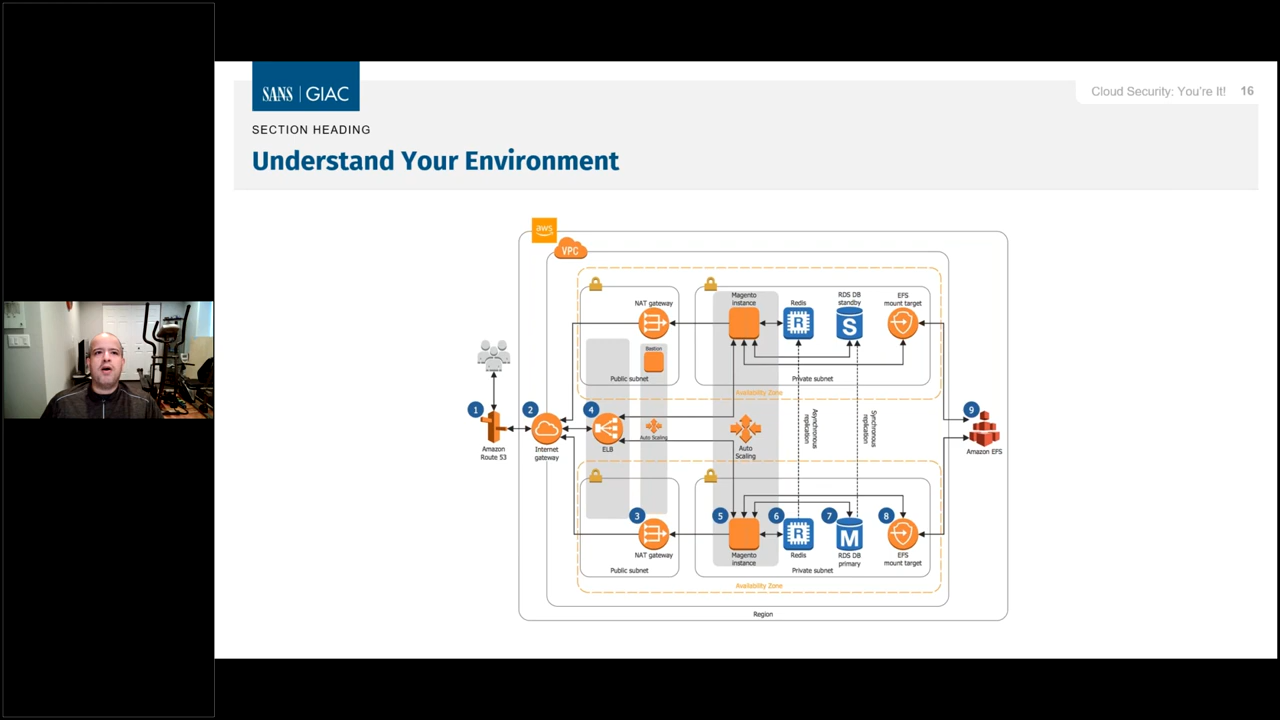 SANS | GIAC
Cloud Security: You're It! 16
SECTION HEADING
Understand Your Environment
aws
VPC
NAT gateway
Bastion
Public subnet
Magento
instance
Redis
R
RDS DB
standby
S
EFS
mount target
Private subnet
Availability Zone
1
Amazon
Route 53
2
Internet
gateway
4
ELB
Auto Scaling
Auto
Scaling
Asynchronous
replication
Synchronous
replication
9
Amazon EFS
3
NAT gateway
Public subnet
5
Magento
instance
6
R
Redis
7
M
RDS DB
primary
8
EFS
mount target
Private subnet
Availability Zone
Region